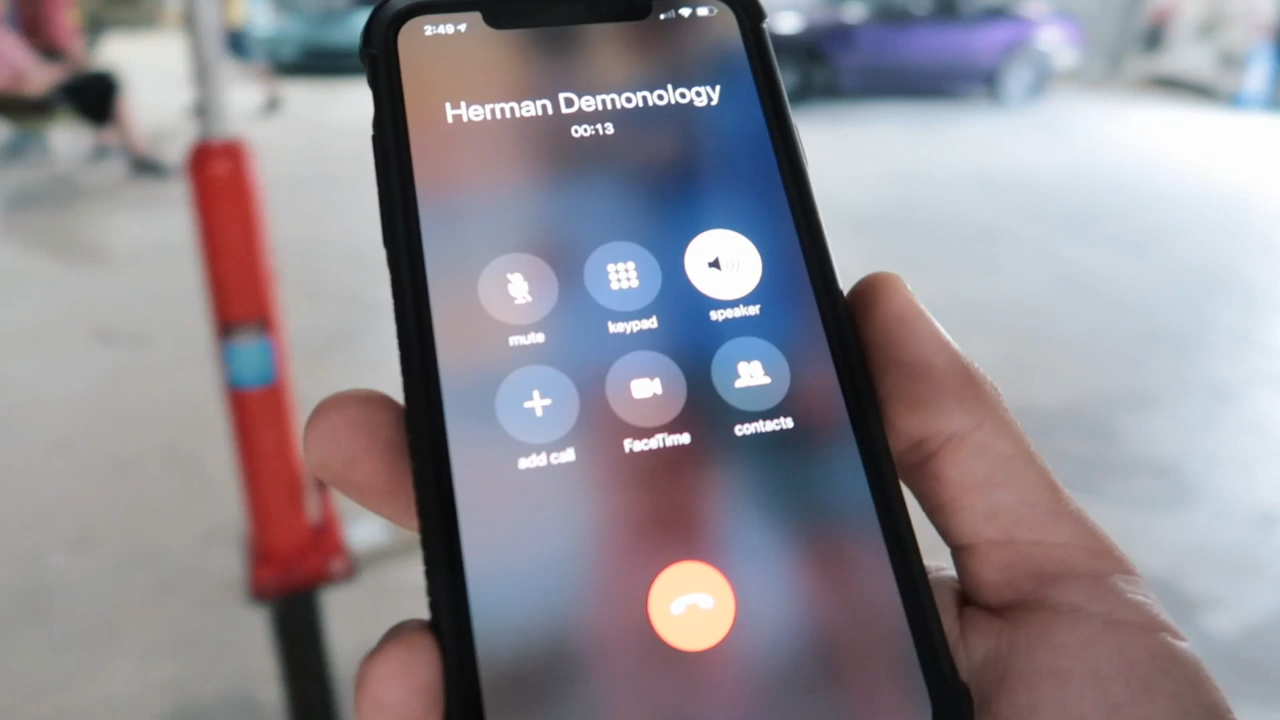 2:49
Herman Demonology
00:13
mute
keypad
speaker
add call
FaceTime
contacts